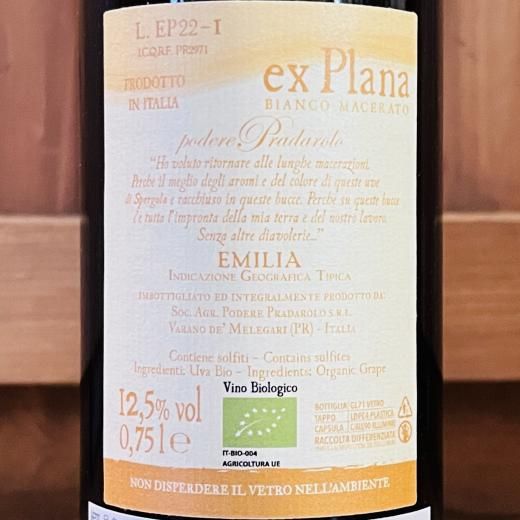 L. EP22-I
I.C.Q.R.F. PR2971
PRODOTTO
IN ITALIA
ex Plana
BIANCO MACERATO
podere Pradarolo
"Ho voluto ritornare alle lunghe macerazioni.
Perché il meglio degli aromi e del colore di queste uve
di Spergola è racchiuso in queste bucce. Perché su queste bucce
c'è tutta l'impronta della mia terra e del nostro lavoro.
Senza altre diavolerie..."
EMILIA
INDICAZIONE GEOGRAFICA TIPICA
IMBOTTIGLIATO ED INTEGRALMENTE PRODOTTO DA:
SOC. AGR. PODERE PRADAROLO S.R.L.
VARANO DE' MELEGARI (PR) - ITALIA
Contiene solfiti - Contains sulfites
Ingredienti: Uva Bio - Ingredients: Organic Grape
Vino Biologico
12,5% vol
0,75 l e
IT-BIO-004
AGRICOLTURA UE
BOTTIGLIA GL71 VETRO
TAPPO LDPE4 PLASTICA
CAPSULA C/ALU90 ALLUMINIO
RACCOLTA DIFFERENZIATA
NON DISPERDERE IL VETRO NELL'AMBIENTE